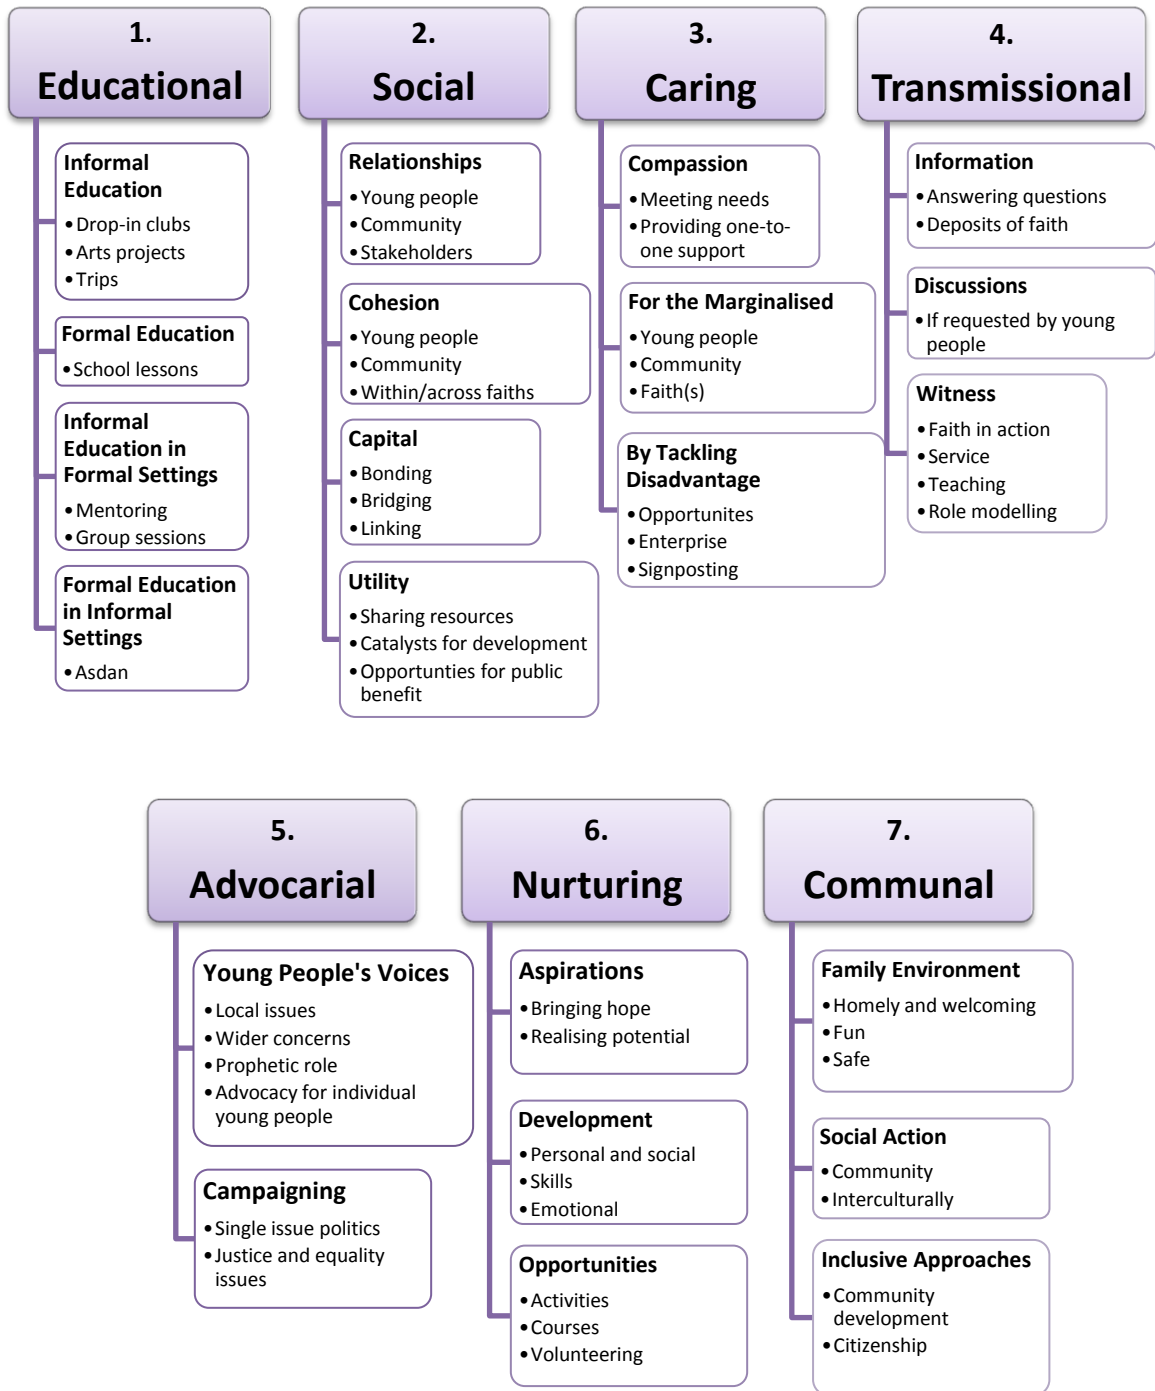 1.
Educational
Informal
Education
•Drop-in clubs
•Arts projects
•Trips
Formal Education
•School lessons
Informal
Education in
Formal Settings
•Mentoring
•Group sessions
Formal Education
in Informal
Settings
•Asdan
2.
Social
Relationships
•Young people
•Community
•Stakeholders
Cohesion
•Young people
•Community
•Within/across faiths
Capital
•Bonding
•Bridging
•Linking
Utility
•Sharing resources
•Catalysts for development
•Opportunties for public
benefit
3.
Caring
Compassion
•Meeting needs
•Providing one-to-
one support
For the Marginalised
•Young people
•Community
•Faith(s)
By Tackling
Disadvantage
•Opportunites
•Enterprise
•Signposting
4.
Transmissional
Information
•Answering questions
•Deposits of faith
Discussions
•If requested by young
people
Witness
•Faith in action
•Service
•Teaching
•Role modelling
5.
Advocarial
Young People's Voices
•Local issues
•Wider concerns
•Prophetic role
•Advocacy for individual
young people
Campaigning
•Single issue politics
•Justice and equality
issues
6.
Nurturing
Aspirations
•Bringing hope
•Realising potential
Development
•Personal and social
•Skills
•Emotional
Opportunities
•Activities
•Courses
•Volunteering
7.
Communal
Family Environment
•Homely and welcoming
•Fun
•Safe
Social Action
•Community
•Interculturally
Inclusive Approaches
•Community
development
•Citizenship